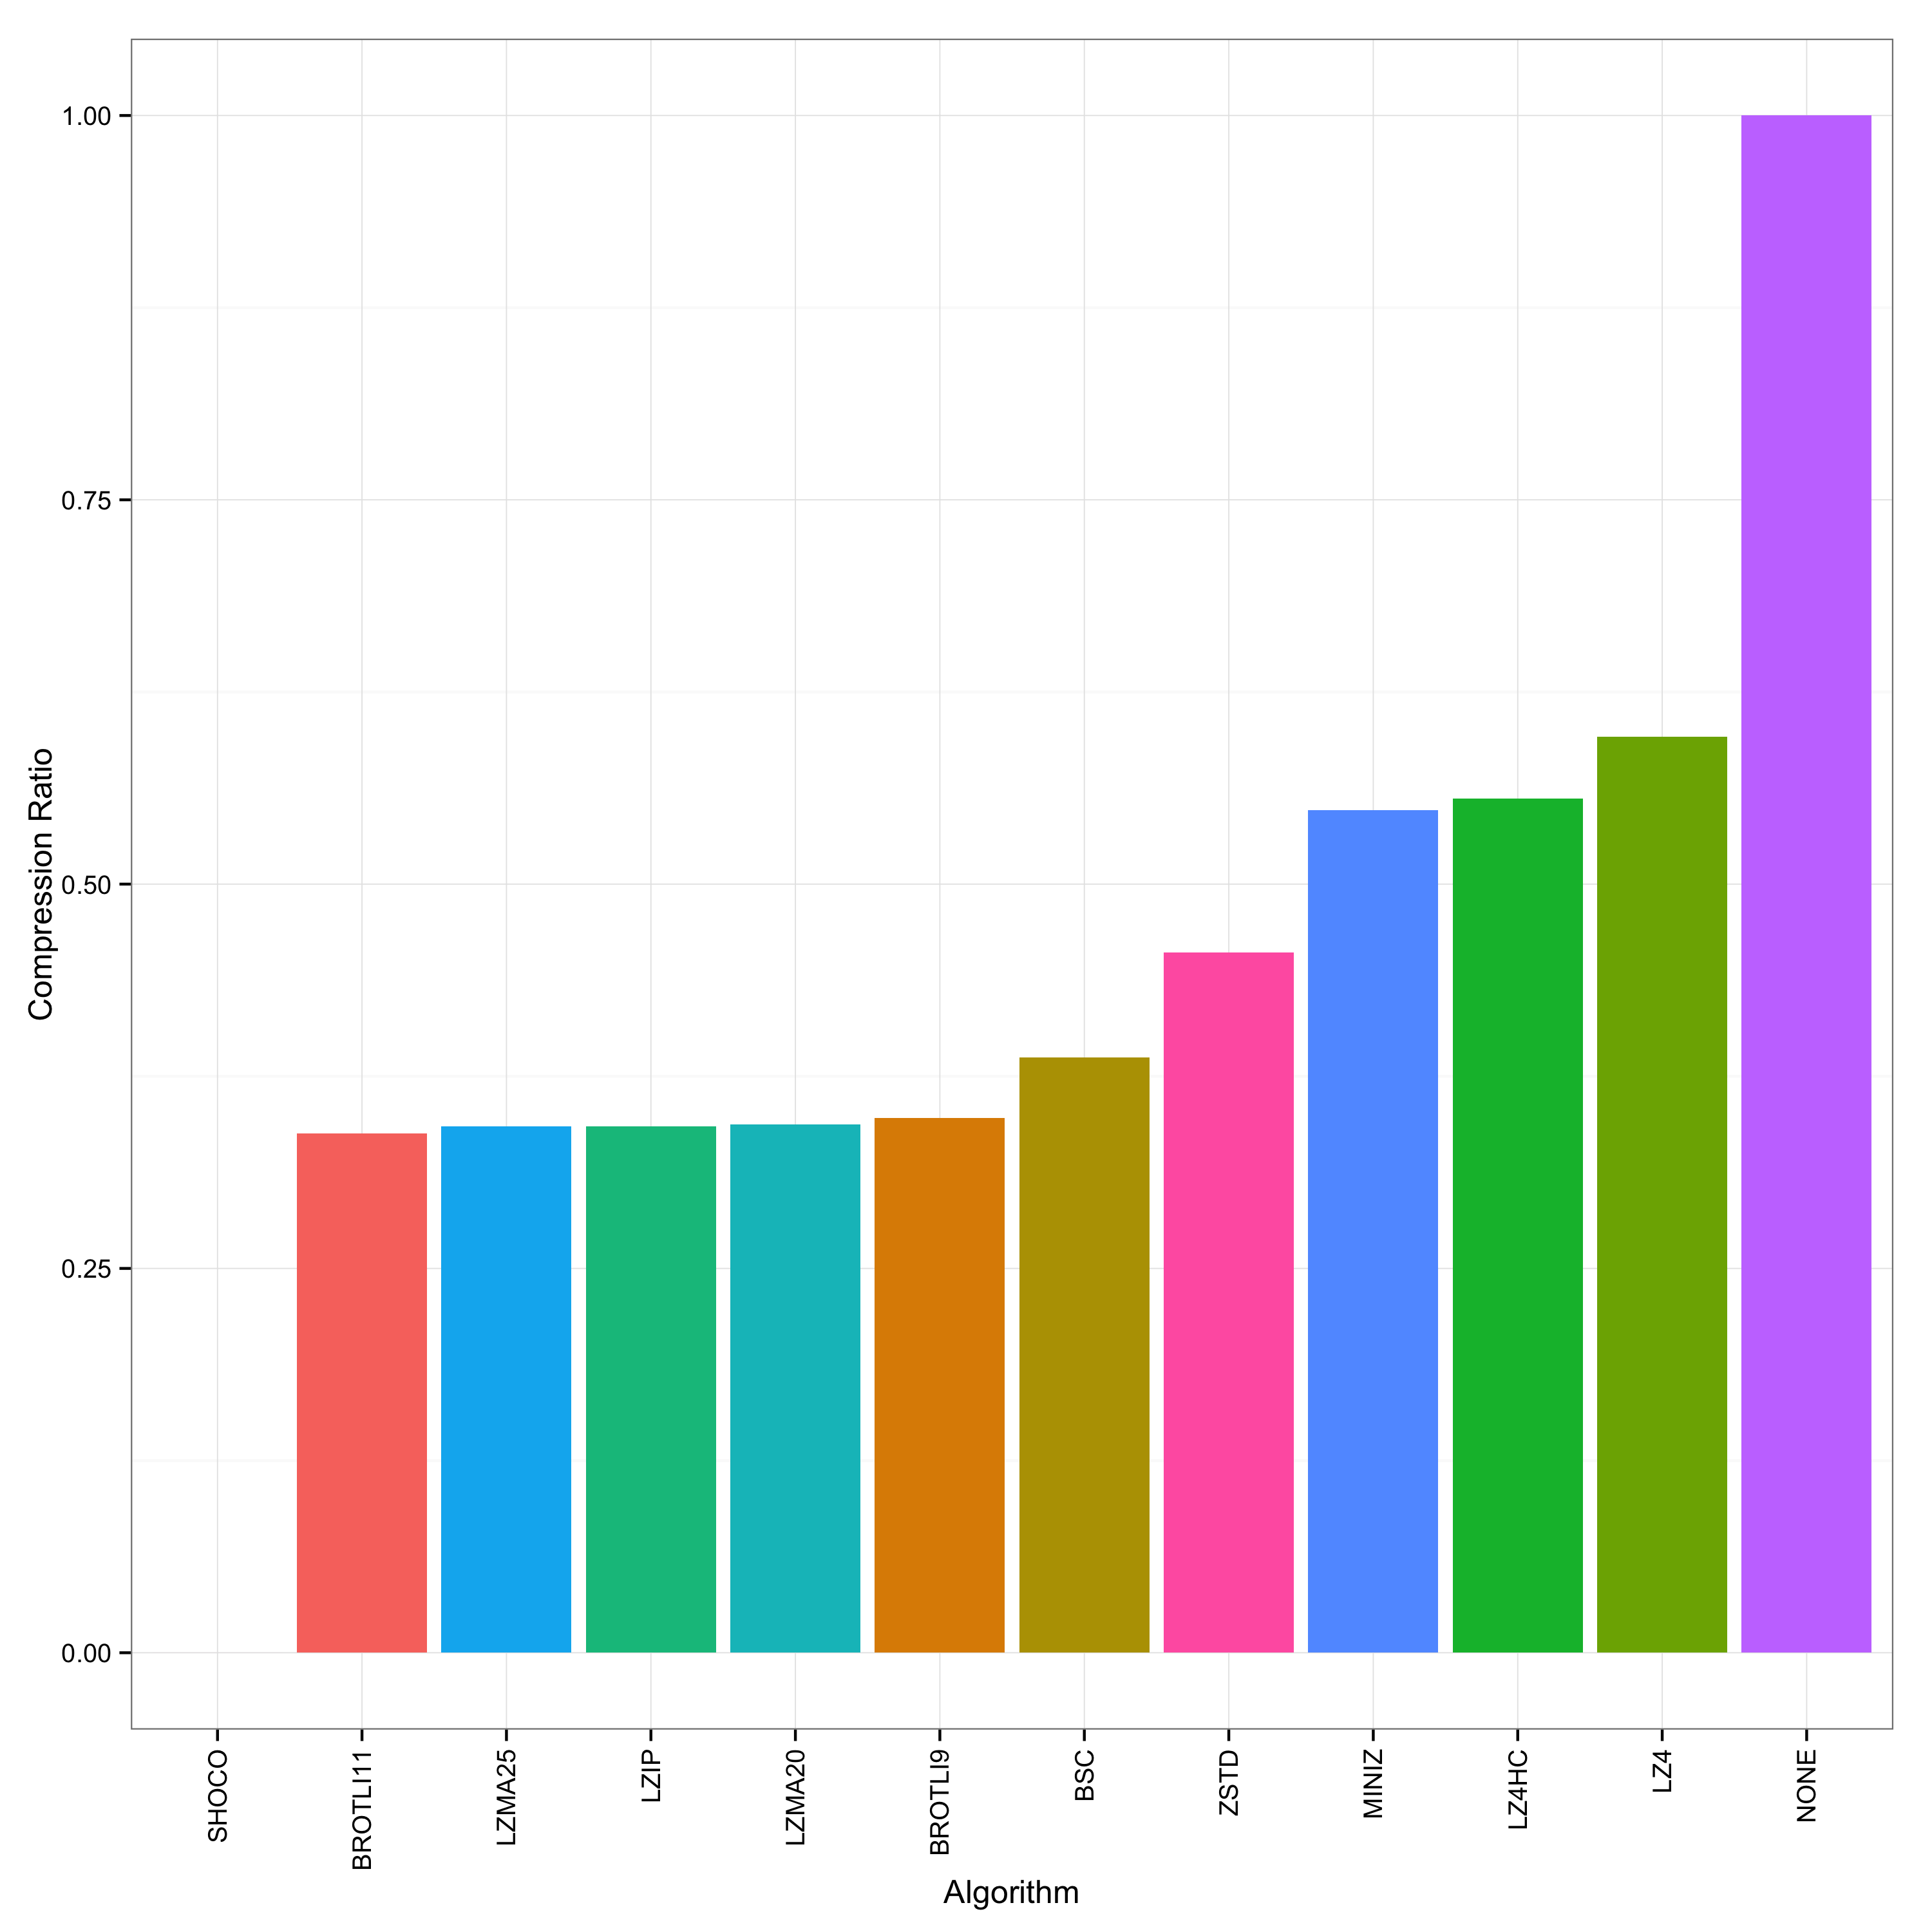 Compression Ratio
1.00
0.75
0.50
0.25
0.00
SHOCO
BROTLI11
LZMA25
LZIP
LZMA20
BROTLI9
BSC
ZSTD
MINIZ
LZ4HC
LZ4
NONE
Algorithm